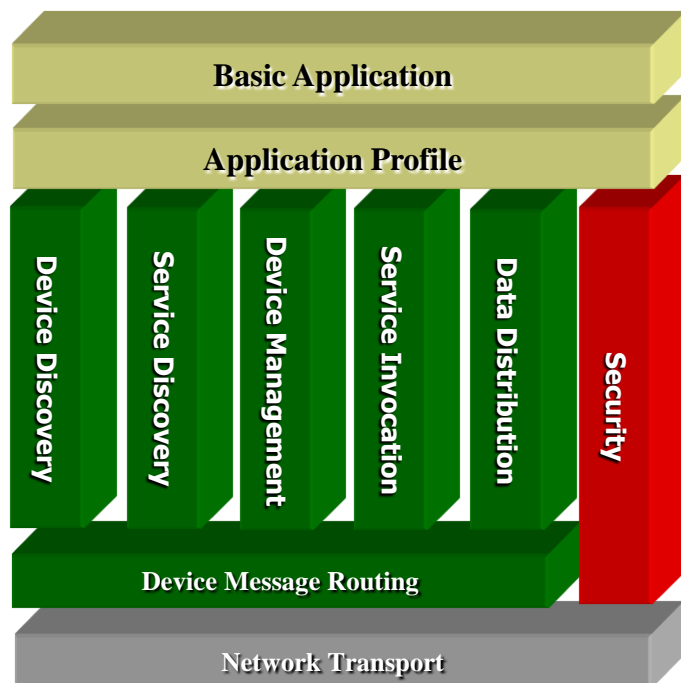 Basic Application
Application Profile
Device Discovery
Service Discovery
Device Management
Service Invocation
Data Distribution
Security
Device Message Routing
Network Transport